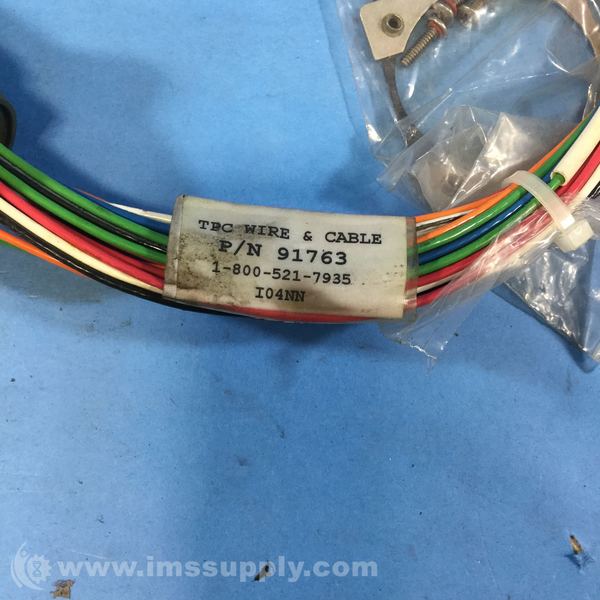 TPC WIRE & CABLE
P/N 91763
1-800-521-7935
I04NN
www.imssupply.com